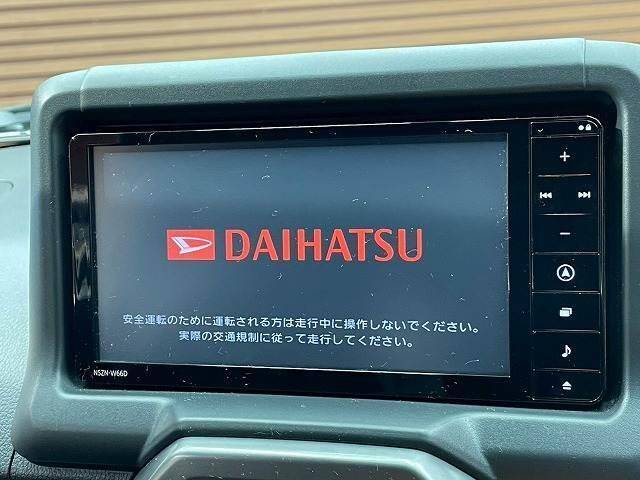 DAIHATSU
安全運転のために運転される方は走行中に操作しないでください。
実際の交通規制に従って走行してください。
NSZN-W66D